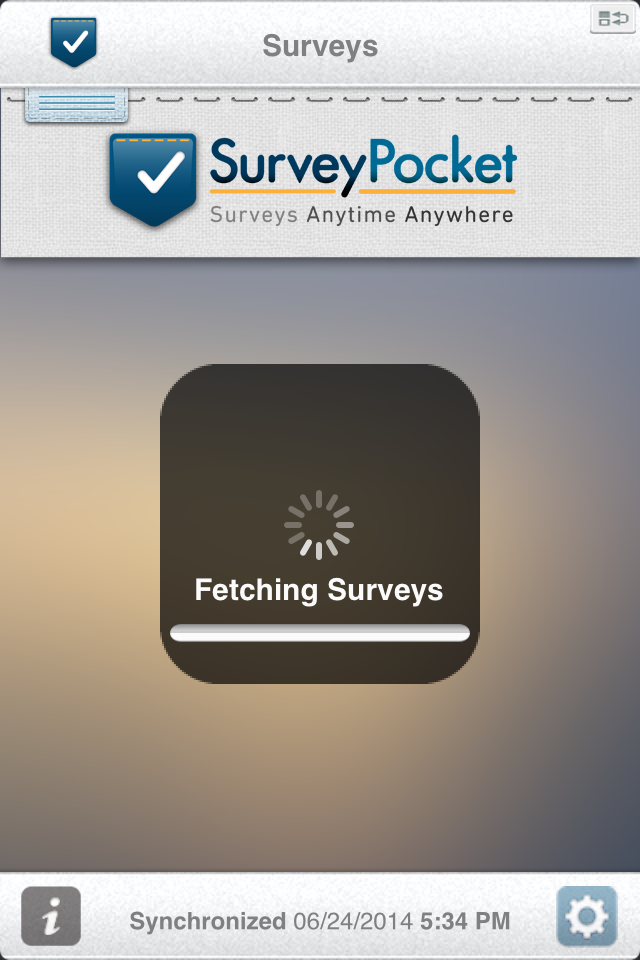 Surveys
SurveyPocket
Surveys Anytime Anywhere
Fetching Surveys
i
Synchronized 06/24/2014 5:34 PM